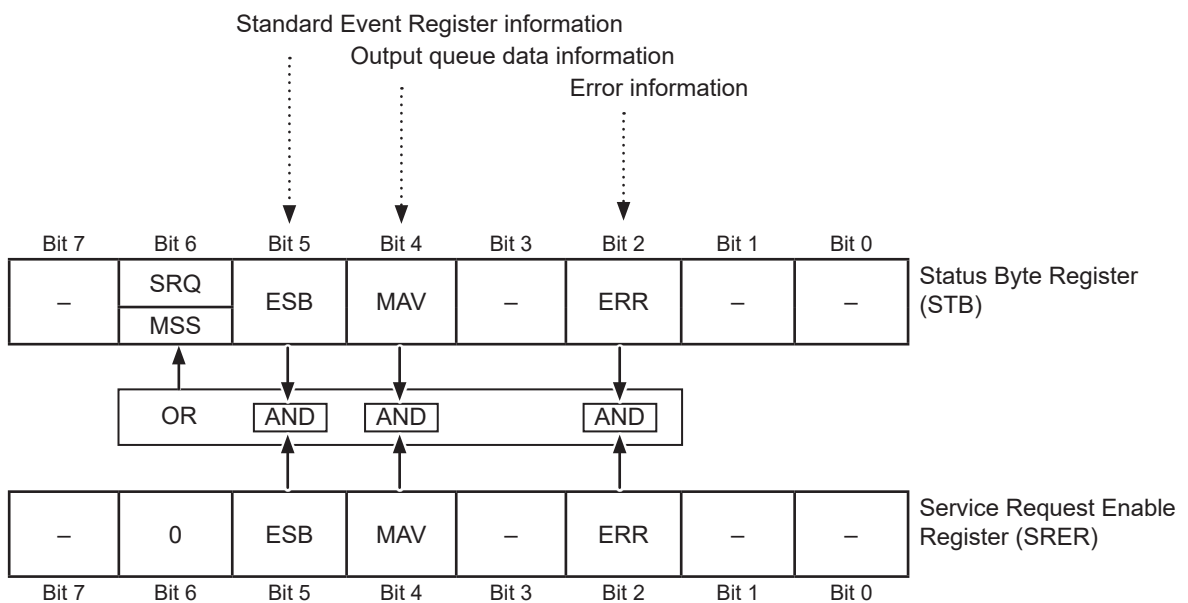 Standard Event Register information
Output queue data information
Error information
Bit 7 Bit 6 Bit 5 Bit 4 Bit 3 Bit 2 Bit 1 Bit 0
– SRQ MSS ESB MAV – ERR – –
Status Byte Register
(STB)
OR AND AND AND
– 0 ESB MAV – ERR – –
Service Request Enable
Register (SRER)
Bit 7 Bit 6 Bit 5 Bit 4 Bit 3 Bit 2 Bit 1 Bit 0